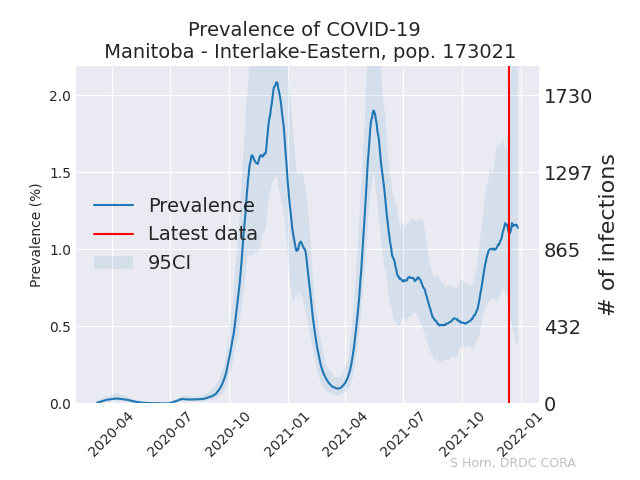 Prevalence of COVID-19
Manitoba - Interlake-Eastern, pop. 173021
Prevalence (%)
2.0
1.5
1.0
0.5
0.0
Prevalence
Latest data
95CI
1730
1297
865
432
0
# of infections
2020-04
2020-07
2020-10
2021-01
2021-04
2021-07
2021-10
2022-01
S Horn, DRDC CORA